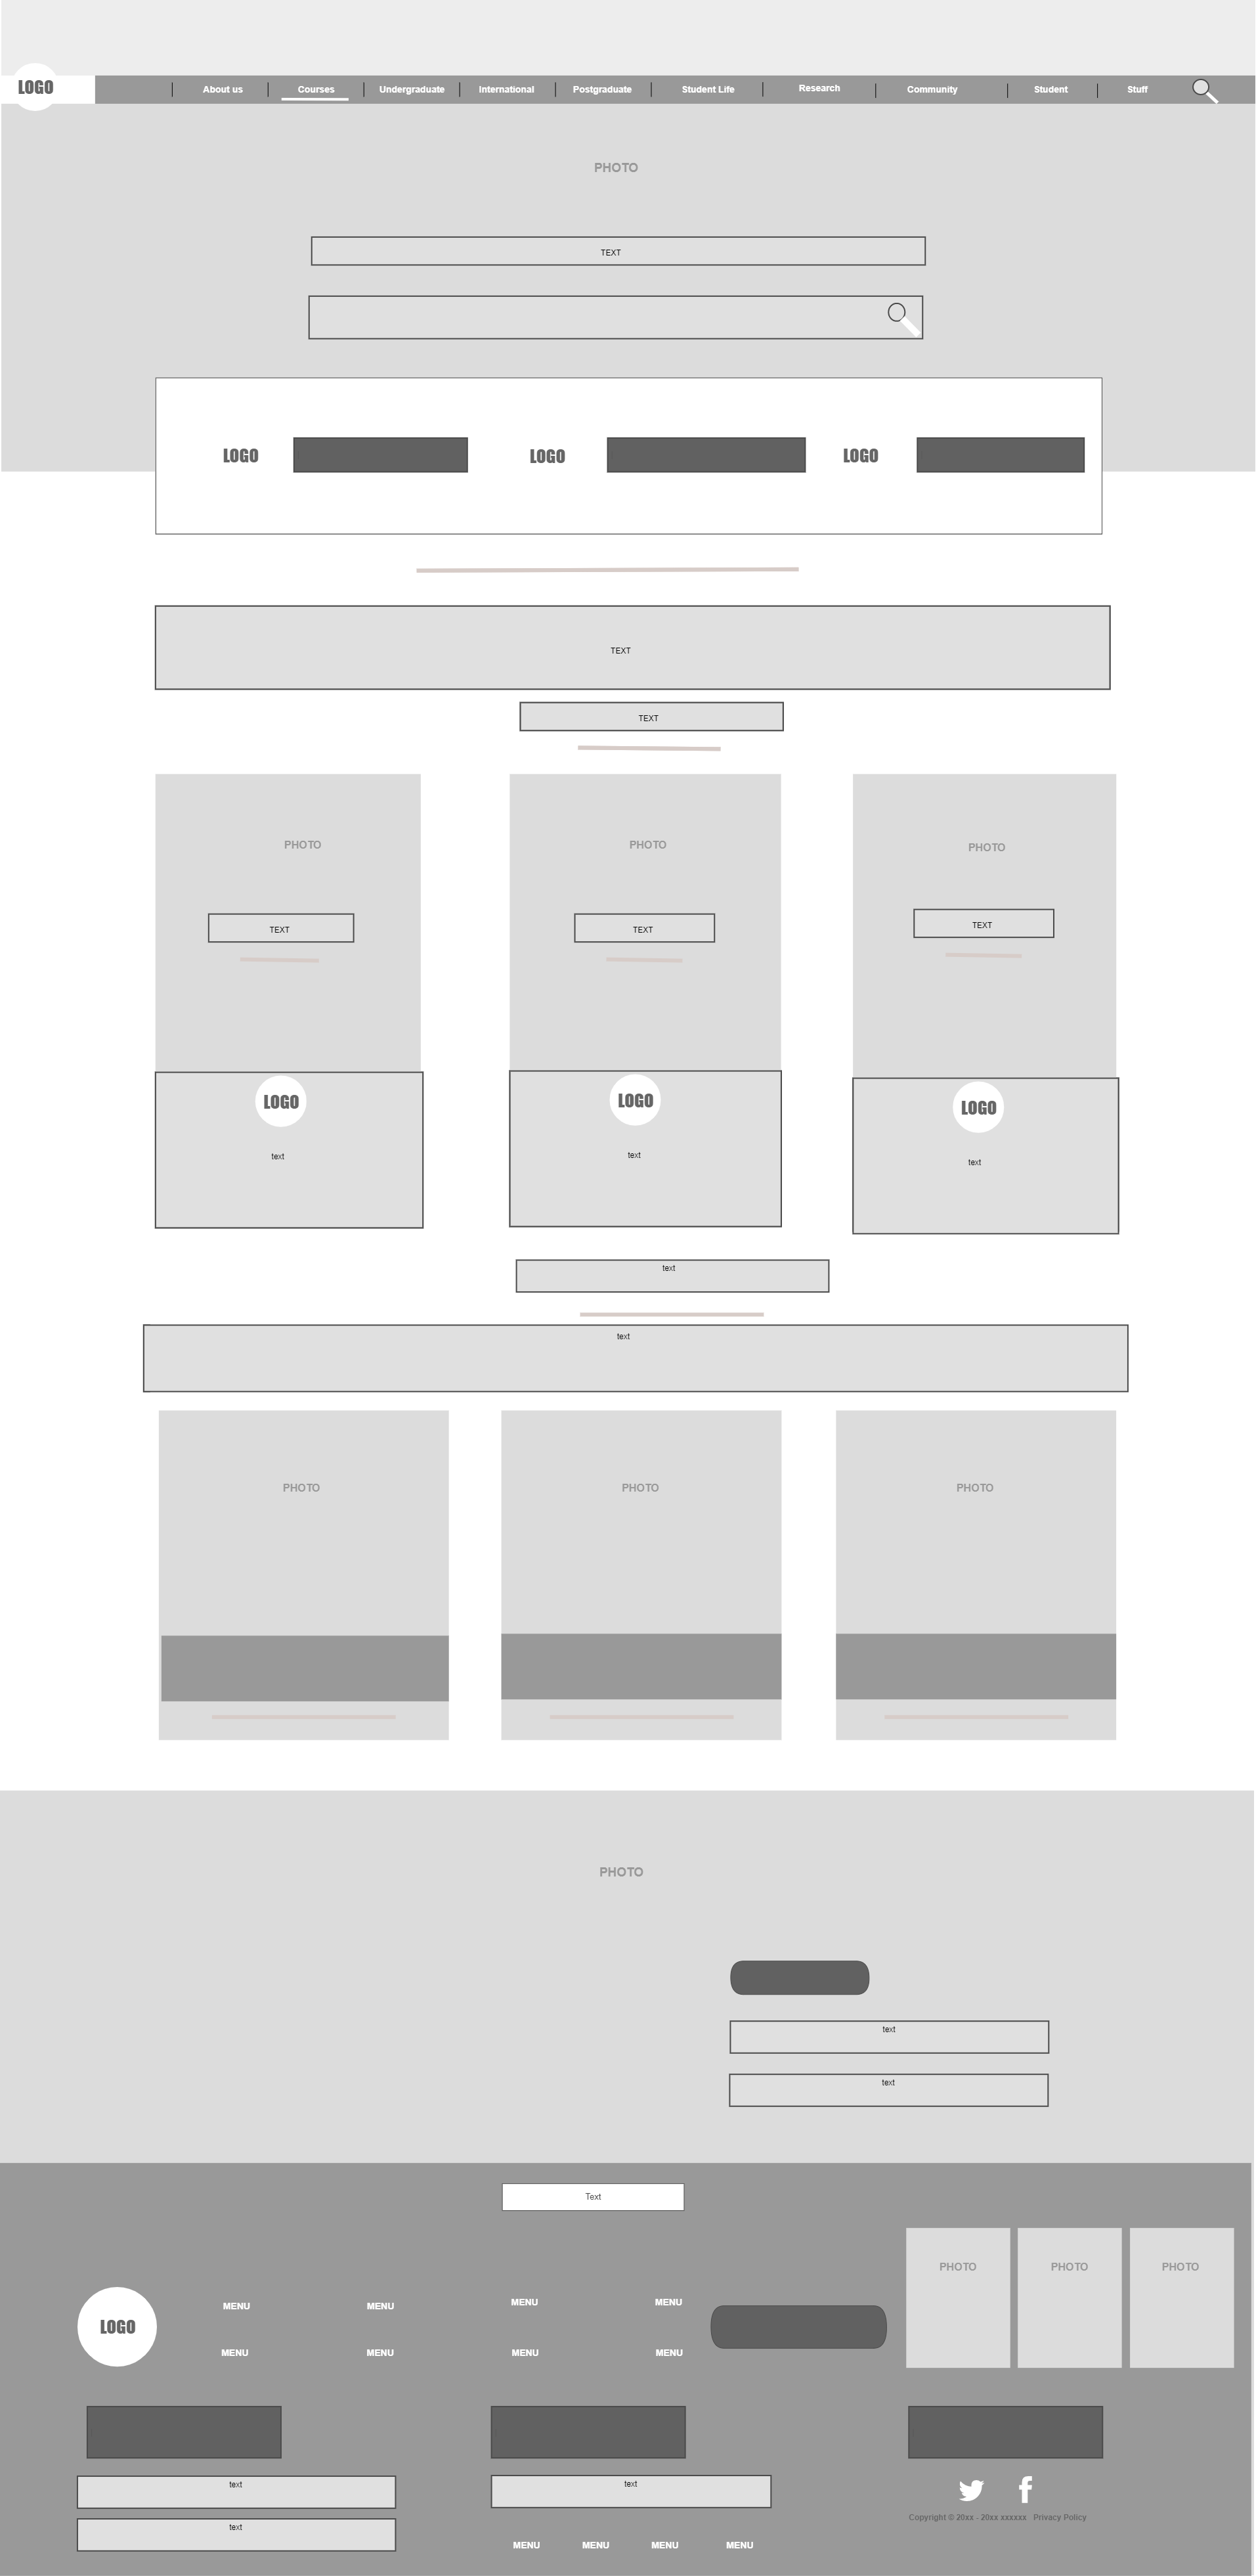 LOGO About us Courses Undergraduate International Postgraduate Student Life Research Community Student Stuff
PHOTO
TEXT
LOGO LOGO LOGO
TEXT
TEXT
PHOTO PHOTO PHOTO
TEXT TEXT TEXT
LOGO LOGO LOGO
text text text
text
text
PHOTO PHOTO PHOTO
PHOTO
text
text
Text
PHOTO PHOTO PHOTO
MENU MENU MENU MENU
LOGO
MENU MENU MENU MENU
text text
Copyright © 20xx - 20xx xxxxxx Privacy Policy
text
MENU MENU MENU MENU